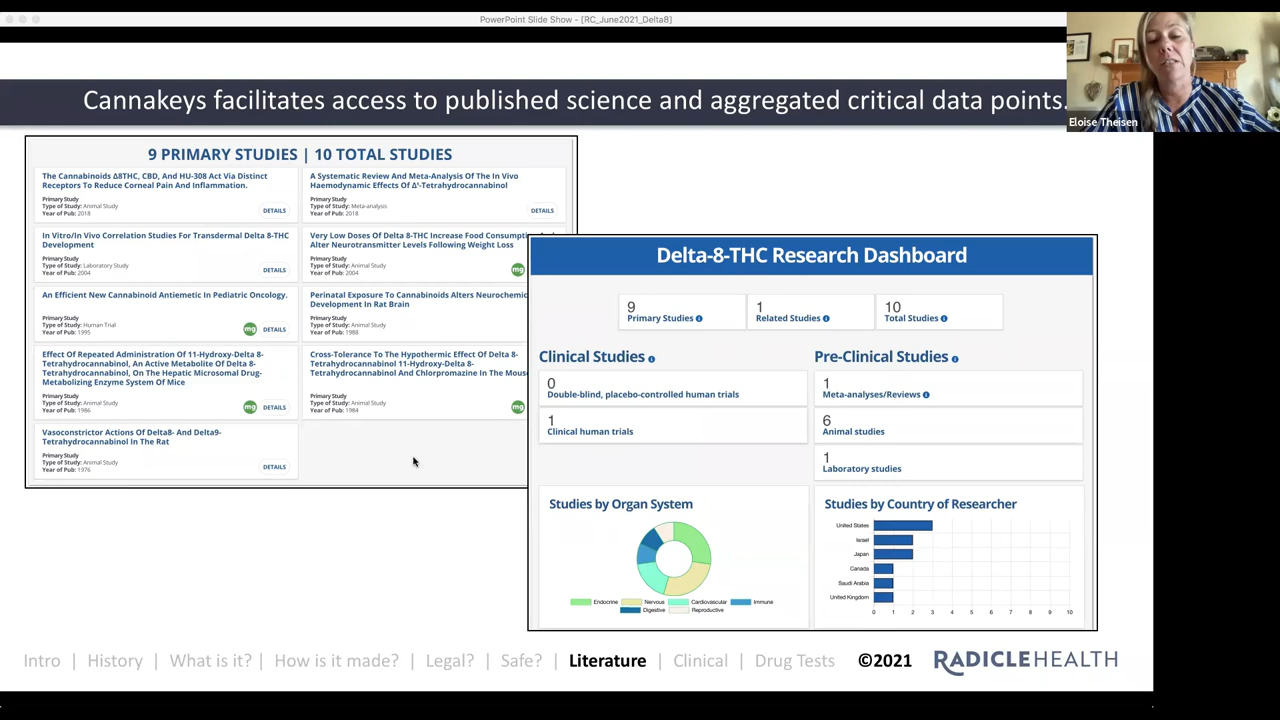 PowerPoint Slide Show - [RC_June2021_Delta8]
Eloise Theisen
Cannakeys facilitates access to published science and aggregated critical data points.
9 PRIMARY STUDIES | 10 TOTAL STUDIES
The Cannabinoids Δ8THC, CBD, And HU-308 Act Via Distinct
Receptors To Reduce Corneal Pain And Inflammation.
Primary Study
Type of Study: Animal Study
Year of Pub: 2018
DETAILS
A Systematic Review And Meta-Analysis Of The In Vivo
Haemodynamic Effects Of Δ⁸-Tetrahydrocannabinol
Primary Study
Type of Study: Meta-analysis
Year of Pub: 2018
DETAILS
In Vitro/In Vivo Correlation Studies For Transdermal Delta 8-THC
Development
Primary Study
Type of Study: Laboratory Study
Year of Pub: 2004
DETAILS
Very Low Doses Of Delta 8-THC Increase Food
Alter Neurotransmitter Levels Following Weight Loss
Primary Study
Type of Study: Animal Study
Year of Pub: 2004
mg
An Efficient New Cannabinoid Antiemetic In Pediatric Oncology.
Primary Study
Type of Study: Human Trial
Year of Pub: 1995
mg
DETAILS
Perinatal Exposure To Cannabinoids Alters
Development In Rat Brain
Primary Study
Type of Study: Animal Study
Year of Pub: 1988
Effect Of Repeated Administration Of 11-Hydroxy-Delta 8-
Tetrahydrocannabinol, An Active Metabolite Of Delta 8-
Tetrahydrocannabinol, On The Hepatic Microsomal Drug-
Metabolizing Enzyme System Of Mice
Primary Study
Type of Study: Animal Study
Year of Pub: 1986
mg
DETAILS
Cross-Tolerance To The Hypothermic Effect Of Delta 8-
Tetrahydrocannabinol 11-Hydroxy-Delta 8-
Tetrahydrocannabinol And Chlorpromazine In The
Primary Study
Type of Study: Animal Study
Year of Pub: 1984
mg
Vasoconstrictor Actions Of Delta8- And Delta9-
Tetrahydrocannabinol In The Rat
Primary Study
Type of Study: Animal Study
Year of Pub: 1976
DETAILS
Delta-8-THC Research Dashboard
9
Primary Studies
1
Related Studies
10
Total Studies
Clinical Studies
0
Double-blind, placebo-controlled human trials
1
Clinical human trials
Pre-Clinical Studies
1
Meta-analyses/Reviews
6
Animal studies
1
Laboratory studies
Studies by Organ System
Endocrine Nervous Cardiovascular Immune
Digestive Reproductive
Studies by Country of Researcher
United States
Israel
Japan
Canada
Saudi Arabia
United Kingdom
0 1 2 3 4 5 6 7 8 9 10
Intro | History | What is it? | How is it made? | Legal? | Safe? | Literature | Clinical | Drug Tests ©2021 RADICLEHEALTH